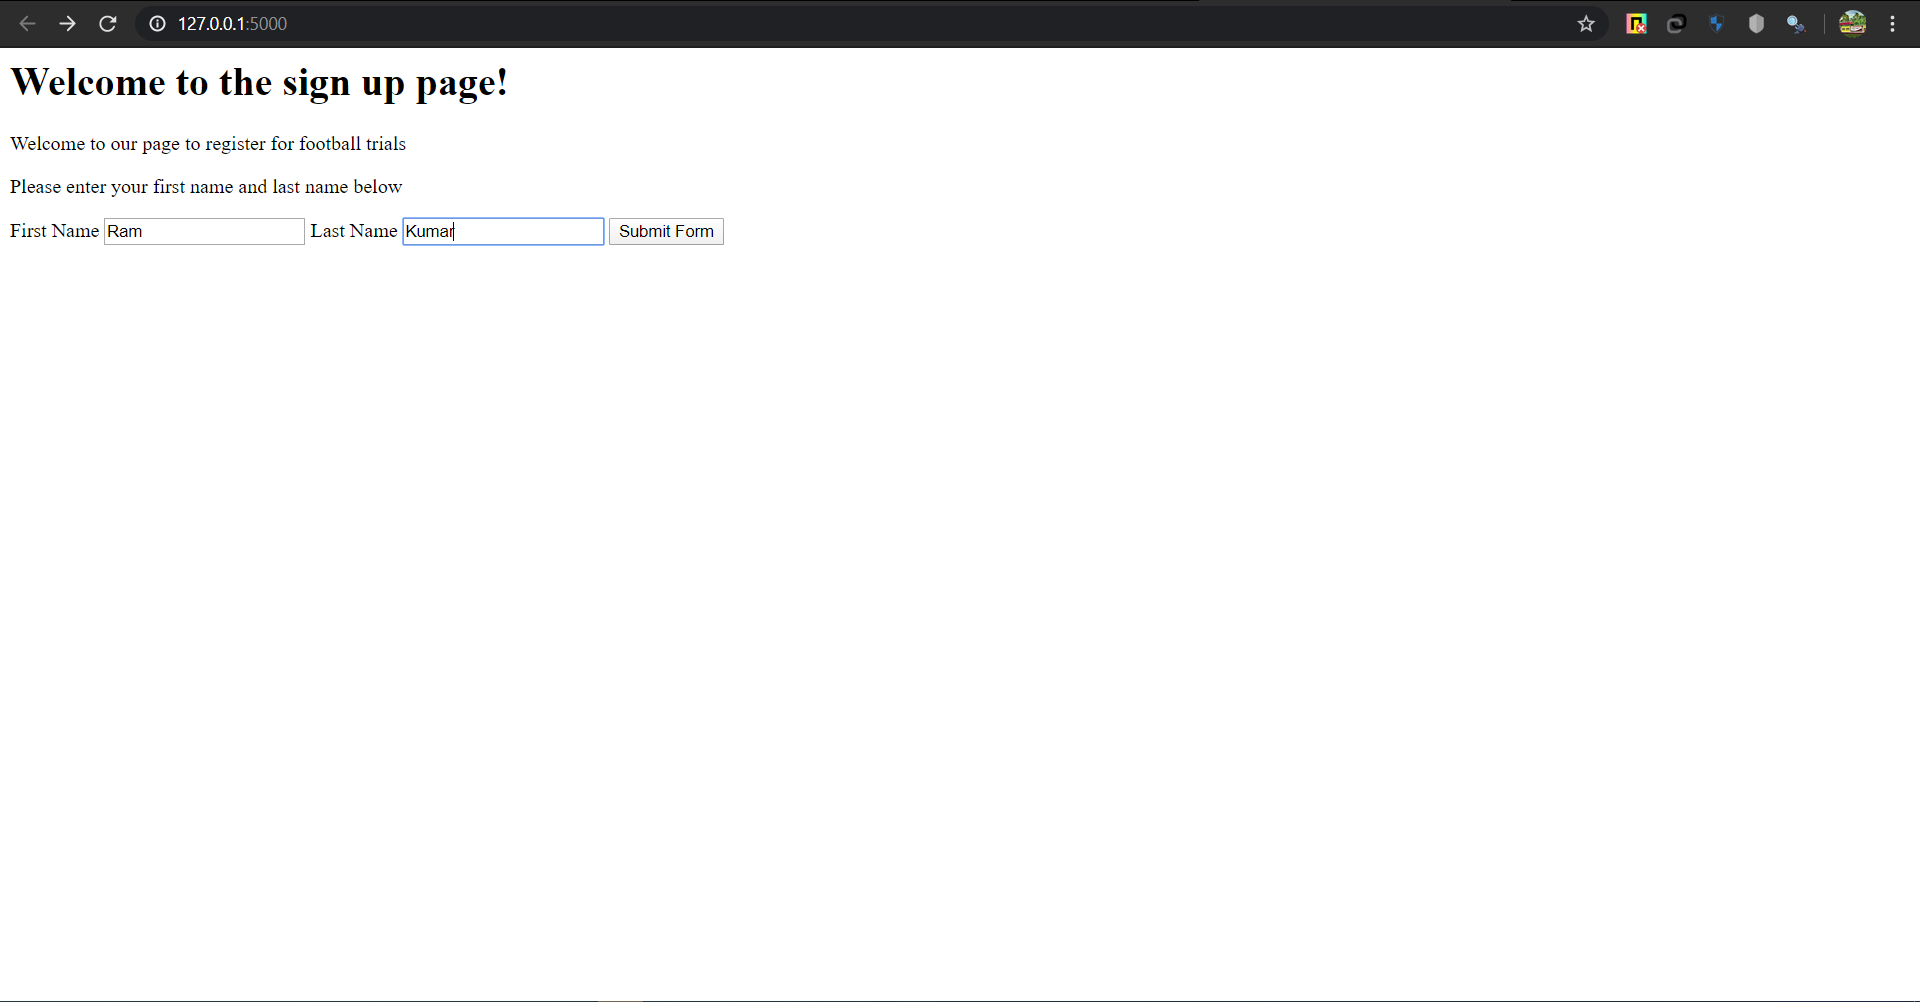 127.0.0.1:5000
Welcome to the sign up page!
Welcome to our page to register for football trials
Please enter your first name and last name below
First Name Ram Last Name Kumar Submit Form